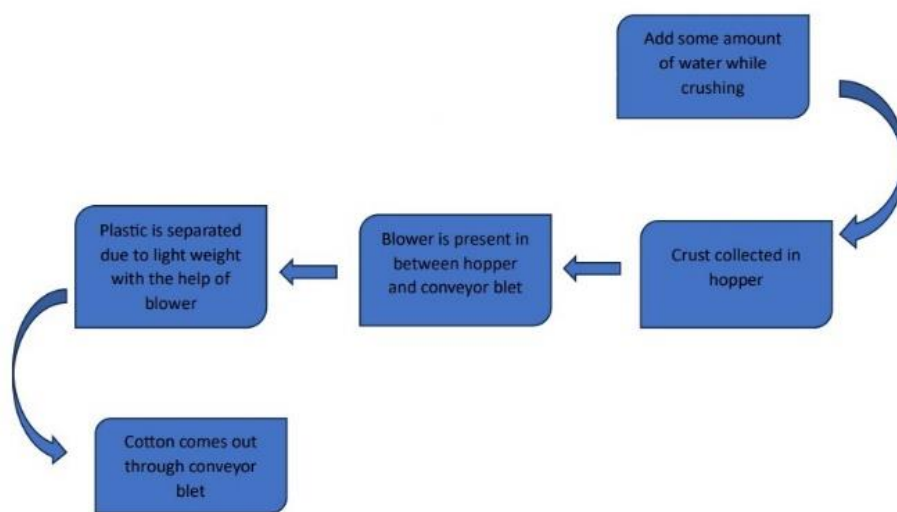 Add some amount
of water while
crushing
Crust collected in
hopper
Blower is present in
between hopper
and conveyor blet
Plastic is separated
due to light weight
with the help of
blower
Cotton comes out
through conveyor
blet